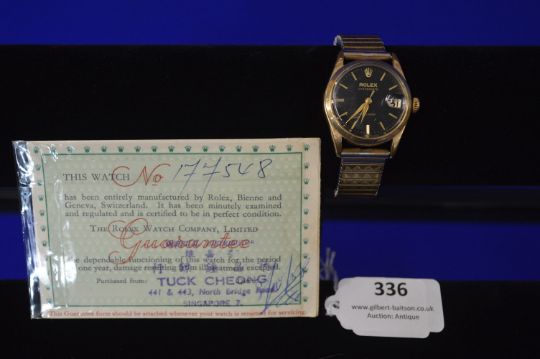 ROLEX
THIS WATCH No 177548
has been entirely manufactured by Rolex, Bienne and
Geneva, Switzerland. It has been minutely examined
and regulated and is certified to be in perfect condition.
THE ROLEX WATCH COMPANY, LIMITED
Guarantee
the dependable functioning of this watch for the period
of one year, damage resulting from illtreatment excepted.
Purchased from: TUCK CHEONG
441 & 443, North Bridge Road
SINGAPORE 7.
This Guarantee form should be attached whenever your watch is returned for servicing.
336
www.gilbert-baitson.co.uk
Auction: Antique